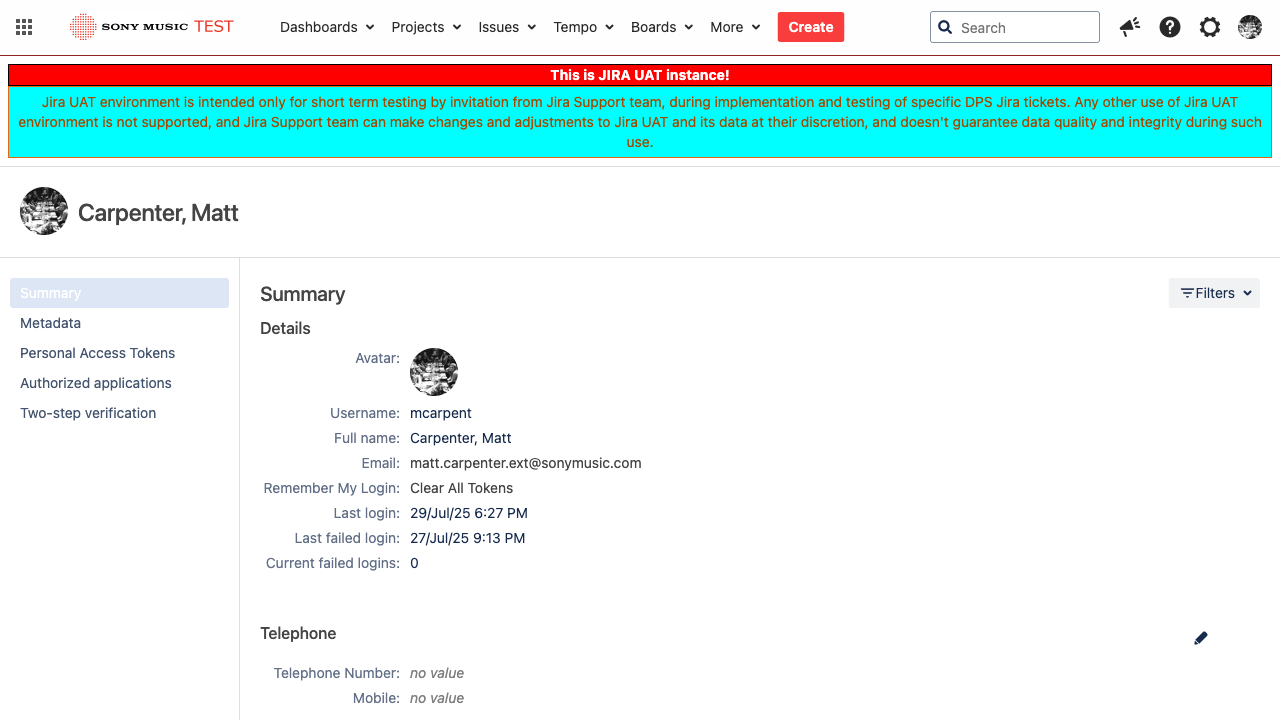 SONY MUSIC TEST
Dashboards Projects Issues Tempo Boards More Create Search
This is JIRA UAT instance!
Jira UAT environment is intended only for short term testing by invitation from Jira Support team, during implementation and testing of specific DPS Jira tickets. Any other use of Jira UAT
environment is not supported, and Jira Support team can make changes and adjustments to Jira UAT and its data at their discretion, and doesn't guarantee data quality and integrity during such
use.
Carpenter, Matt
Summary
Metadata
Personal Access Tokens
Authorized applications
Two-step verification
Summary
Filters
Details
Avatar:
Username: mcarpent
Full name: Carpenter, Matt
Email: matt.carpenter.ext@sonymusic.com
Remember My Login: Clear All Tokens
Last login: 29/Jul/25 6:27 PM
Last failed login: 27/Jul/25 9:13 PM
Current failed logins: 0
Telephone
Telephone Number: no value
Mobile: no value